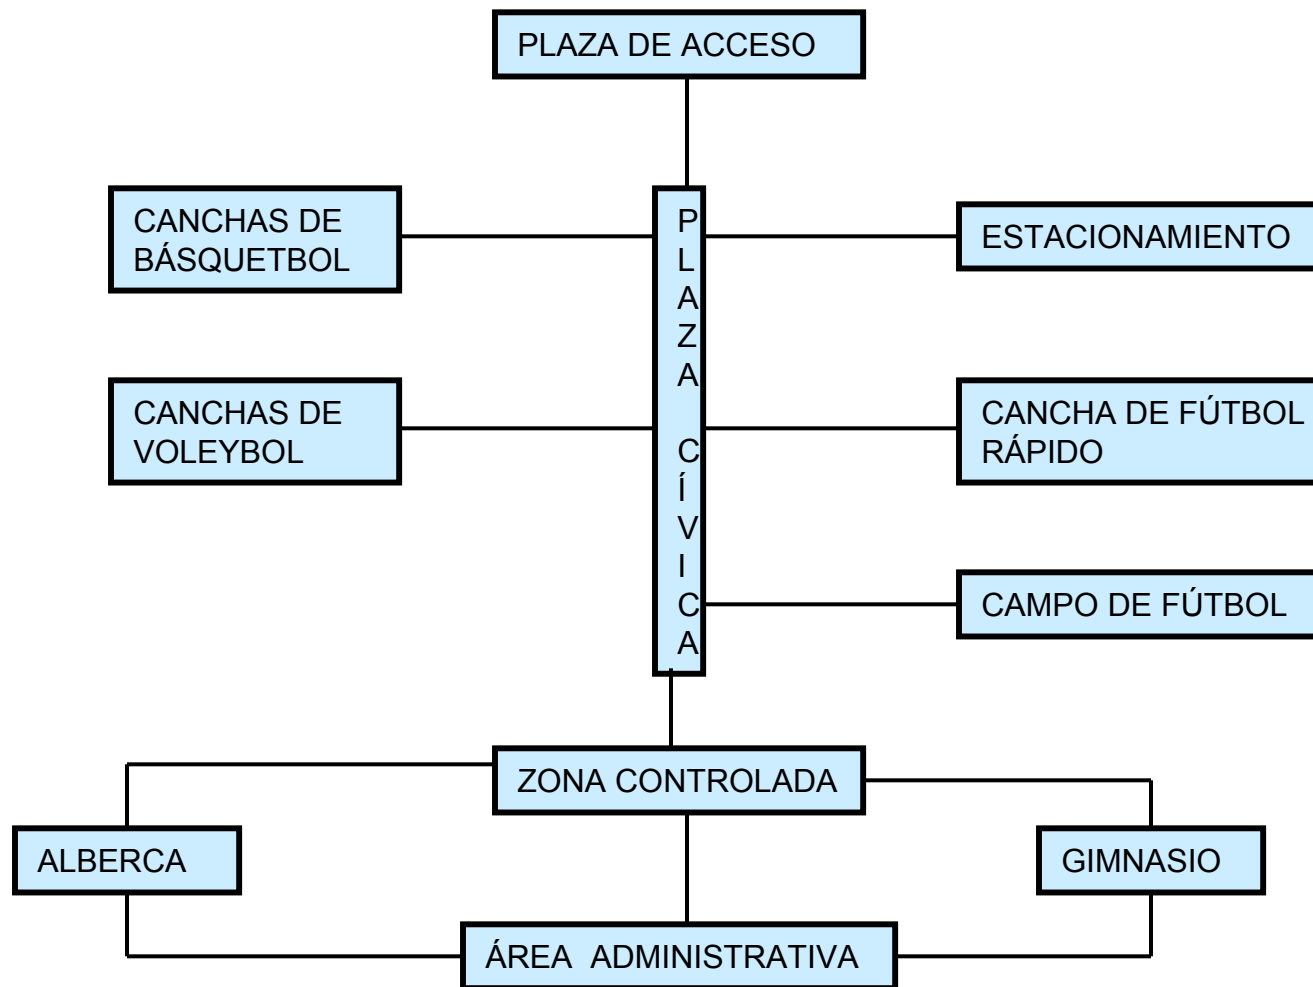 PLAZA DE ACCESO
CANCHAS DE
BÁSQUETBOL
PLAZA CÍVICA
ESTACIONAMIENTO
CANCHAS DE
VOLEYBOL
CANCHA DE FÚTBOL
RÁPIDO
CAMPO DE FÚTBOL
ZONA CONTROLADA
ALBERCA
GIMNASIO
ÁREA ADMINISTRATIVA